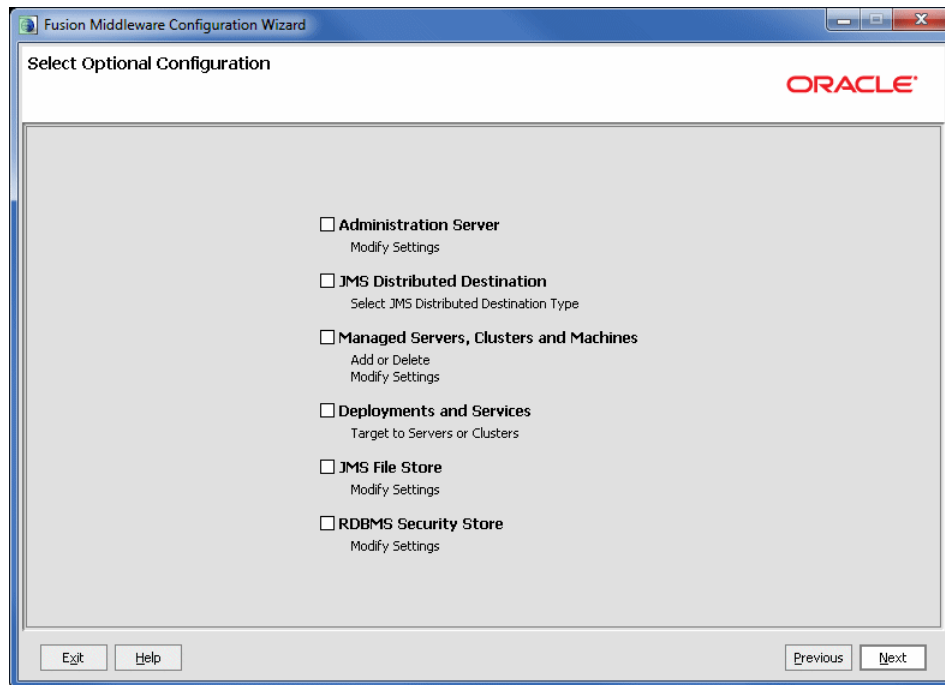 Fusion Middleware Configuration Wizard
Select Optional Configuration
ORACLE
Administration Server
Modify Settings
JMS Distributed Destination
Select JMS Distributed Destination Type
Managed Servers, Clusters and Machines
Add or Delete
Modify Settings
Deployments and Services
Target to Servers or Clusters
JMS File Store
Modify Settings
RDBMS Security Store
Modify Settings
Exit Help Previous Next